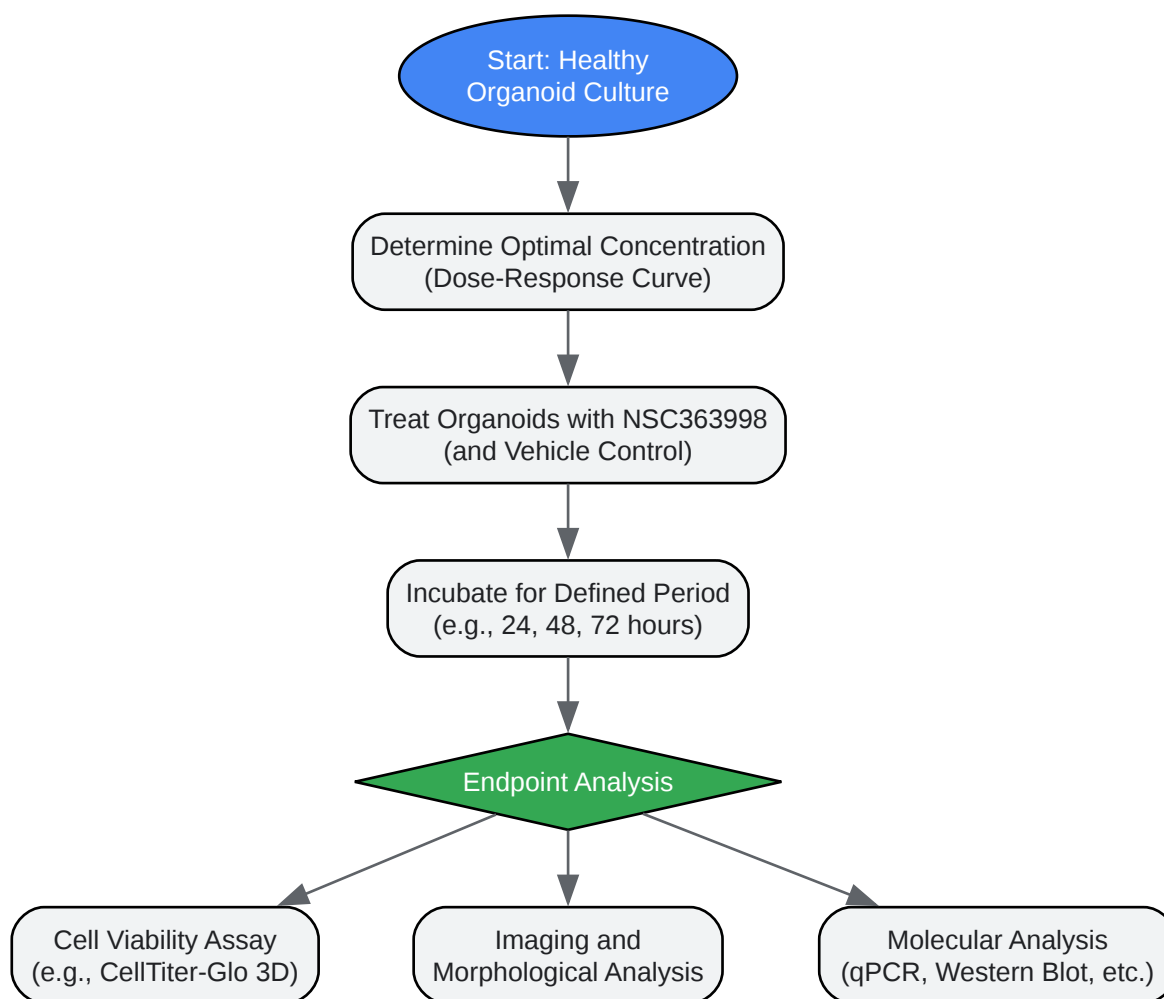 Start: Healthy
Organoid Culture
Determine Optimal Concentration
(Dose-Response Curve)
Treat Organoids with NSC363998
(and Vehicle Control)
Incubate for Defined Period
(e.g., 24, 48, 72 hours)
Endpoint Analysis
Cell Viability Assay
(e.g., CellTiter-Glo 3D)
Imaging and
Morphological Analysis
Molecular Analysis
(qPCR, Western Blot, etc.)